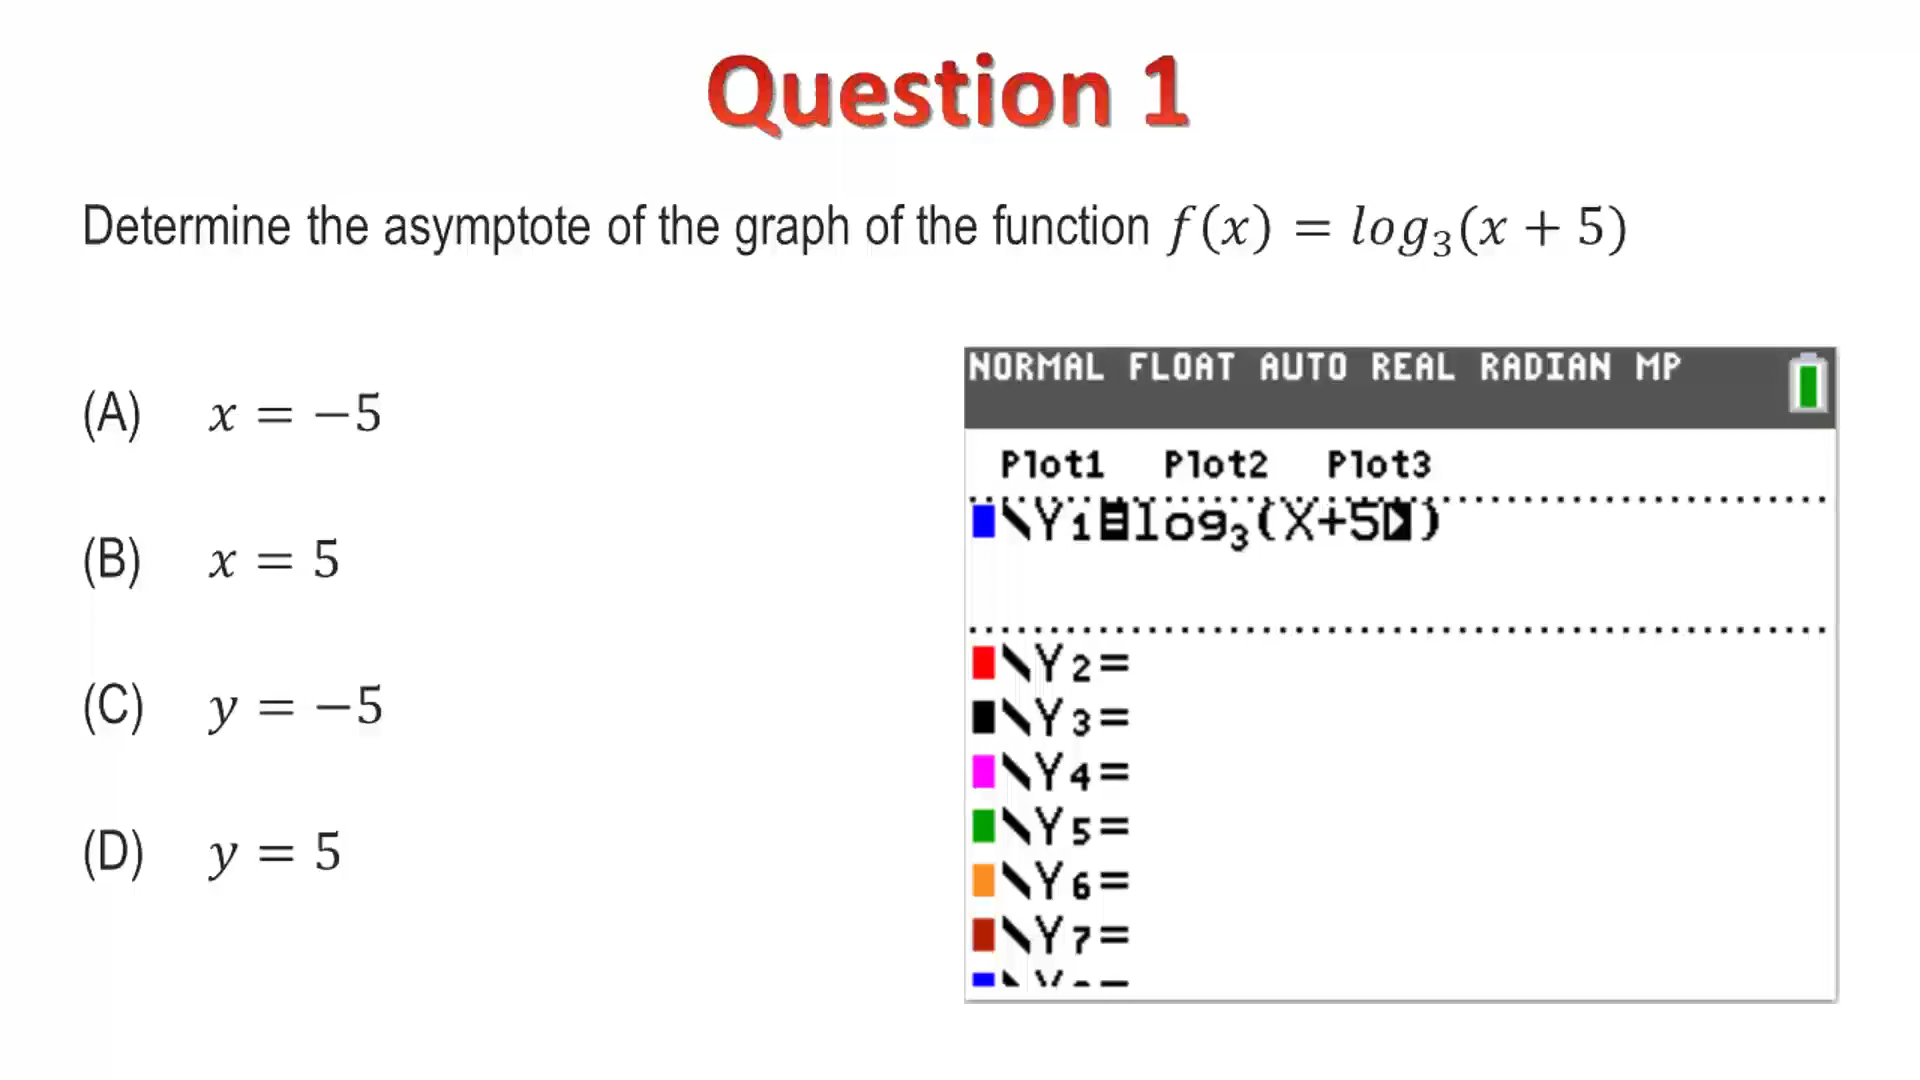 Question 1
Determine the asymptote of the graph of the function f(x) = log₃(x + 5)
(A) x = −5
(B) x = 5
(C) y = −5
(D) y = 5
NORMAL FLOAT AUTO REAL RADIAN MP
Plot1 Plot2 Plot3
\Y₁=log₃(X+5)
\Y₂=
\Y₃=
\Y₄=
\Y₅=
\Y₆=
\Y₇=